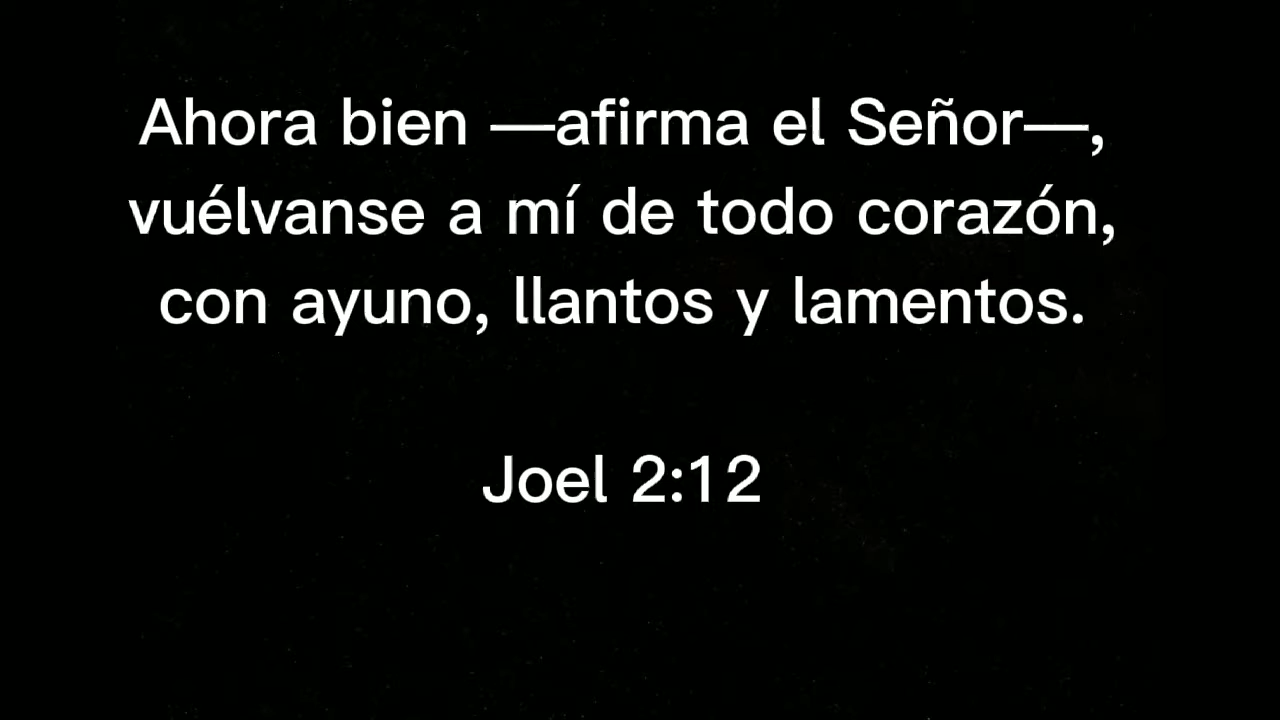 Ahora bien —afirma el Señor—,
vuélvanse a mí de todo corazón,
con ayuno, llantos y lamentos.
Joel 2:12